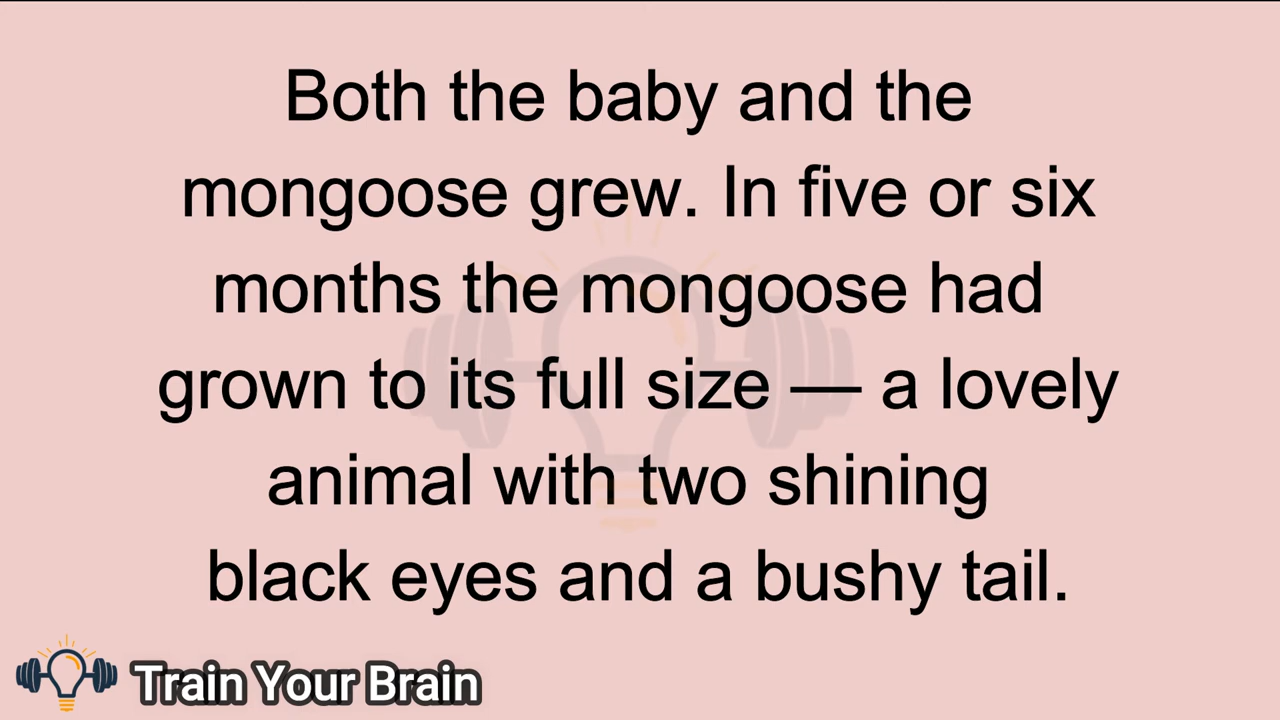 Both the baby and the
mongoose grew. In five or six
months the mongoose had
grown to its full size — a lovely
animal with two shining
black eyes and a bushy tail.
Train Your Brain